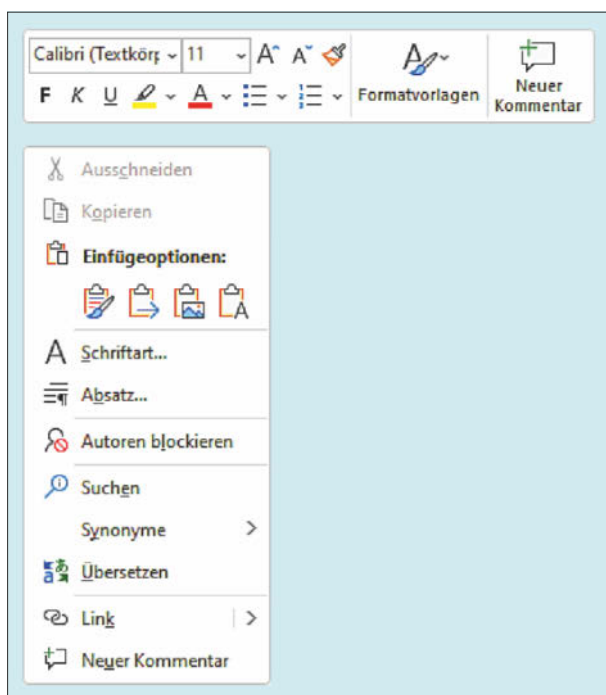 Calibri (Textkörp 11 A A
F K U A Formatvorlagen Neuer Kommentar
Ausschneiden
Kopieren
Einfügeoptionen:
Schriftart...
Absatz...
Autoren blockieren
Suchen
Synonyme
Übersetzen
Link
Neuer Kommentar